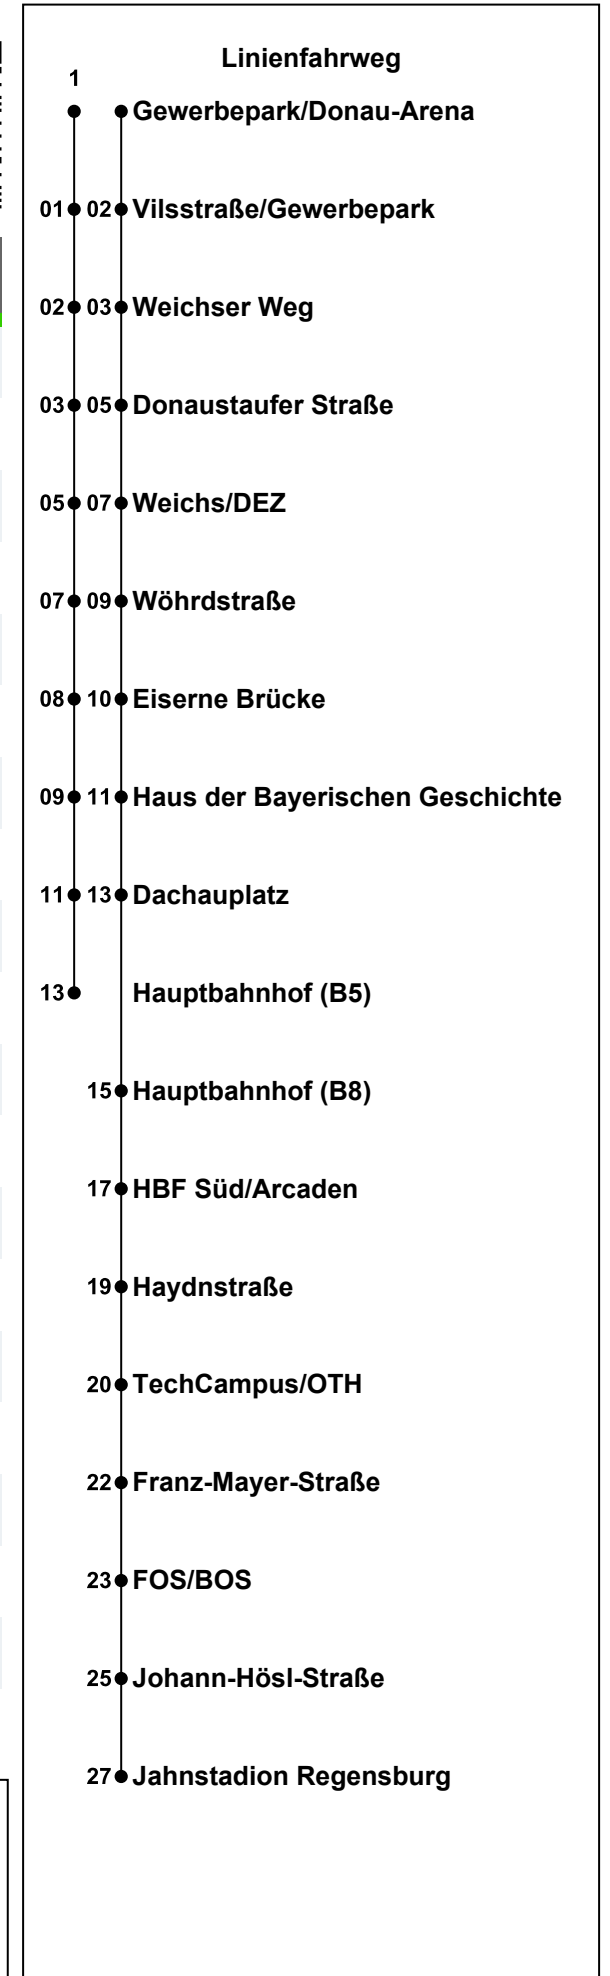 Linienfahrweg
1
Gewerbepark/Donau-Arena
01 02 Vilsstraße/Gewerbepark
02 03 Weichser Weg
03 05 Donaustaufer Straße
05 07 Weichs/DEZ
07 09 Wöhrdstraße
08 10 Eiserne Brücke
09 11 Haus der Bayerischen Geschichte
11 13 Dachauplatz
13 Hauptbahnhof (B5)
15 Hauptbahnhof (B8)
17 HBF Süd/Arcaden
19 Haydnstraße
20 TechCampus/OTH
22 Franz-Mayer-Straße
23 FOS/BOS
25 Johann-Hösl-Straße
27 Jahnstadion Regensburg